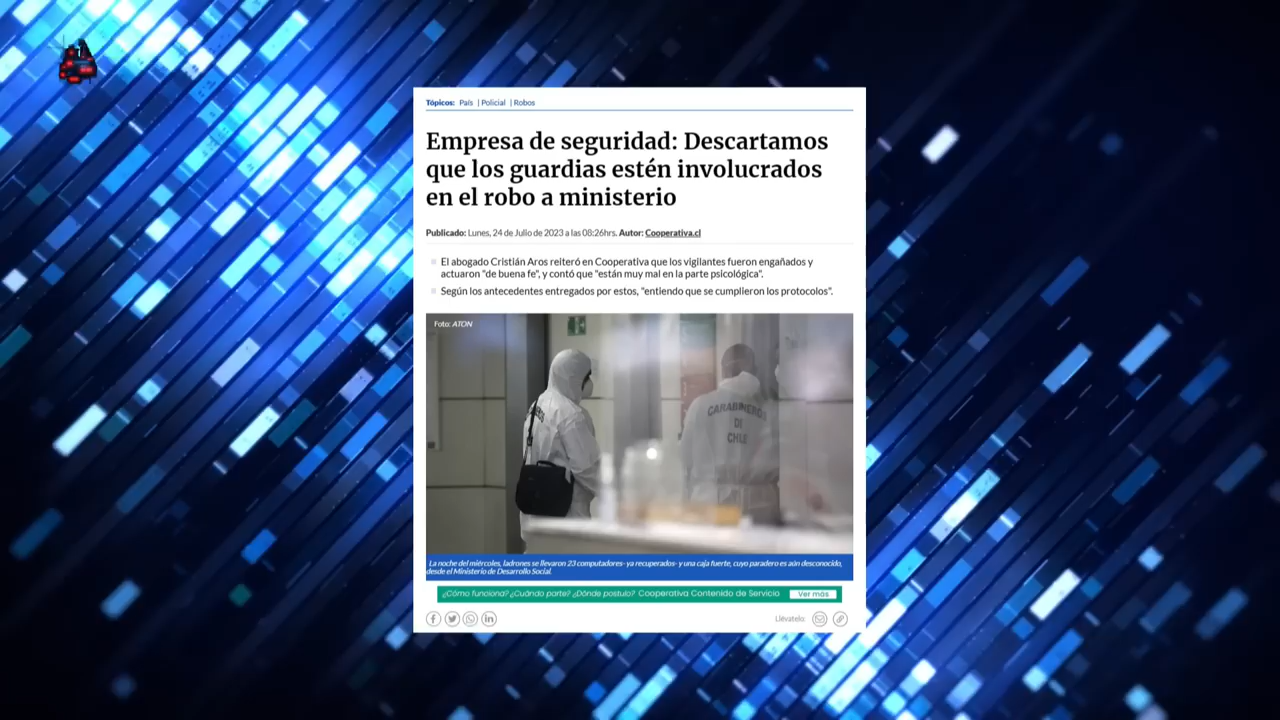 Tópicos: País | Policial | Robos
Empresa de seguridad: Descartamos
que los guardias estén involucrados
en el robo a ministerio
Publicado: Lunes, 24 de Julio de 2023 a las 08:26hrs. Autor: Cooperativa.cl
El abogado Cristián Aros reiteró en Cooperativa que los vigilantes fueron engañados y
actuaron "de buena fe", y contó que "están muy mal en la parte psicológica".
Según los antecedentes entregados por estos, "entiendo que se cumplieron los protocolos".
Foto: ATON
CARABINEROS
DE
CHILE
La noche del miércoles, ladrones se llevaron 23 computadores- ya recuperados- y una caja fuerte, cuyo paradero es aún desconocido,
desde el Ministerio de Desarrollo Social.
¿Cómo funciona? ¿Cuándo parte? ¿Dónde postulo? Cooperativa Contenido de Servicio Ver más
Llévatelo: